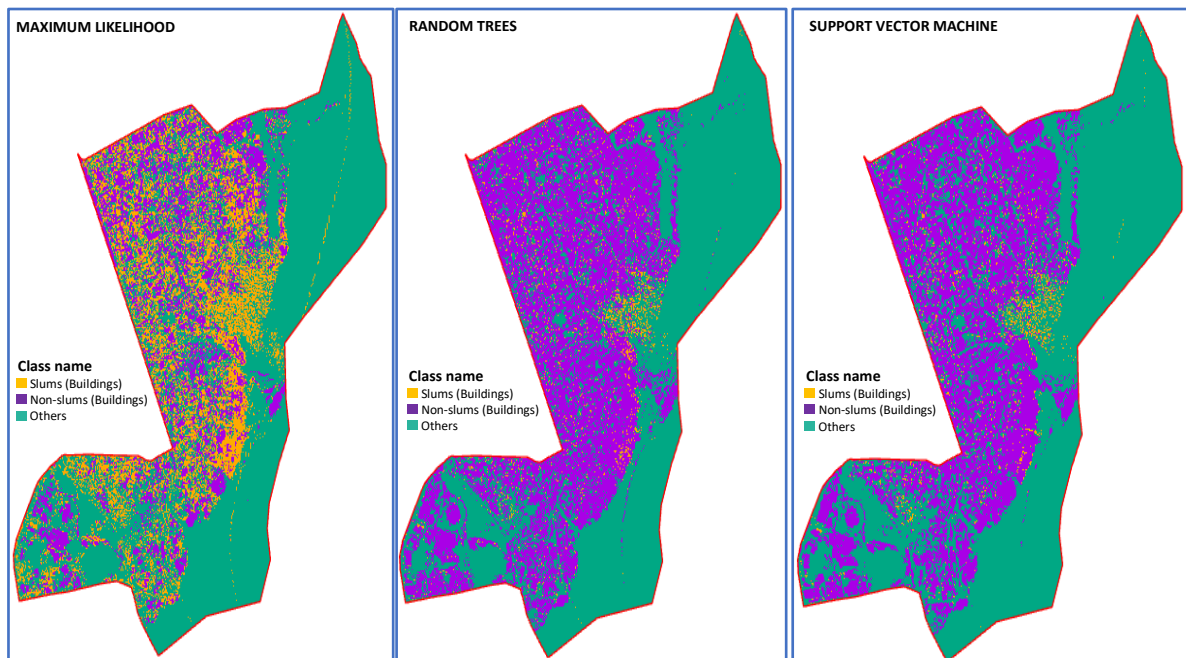 MAXIMUM LIKELIHOOD
Class name
Slums (Buildings)
Non-slums (Buildings)
Others
RANDOM TREES
Class name
Slums (Buildings)
Non-slums (Buildings)
Others
SUPPORT VECTOR MACHINE
Class name
Slums (Buildings)
Non-slums (Buildings)
Others